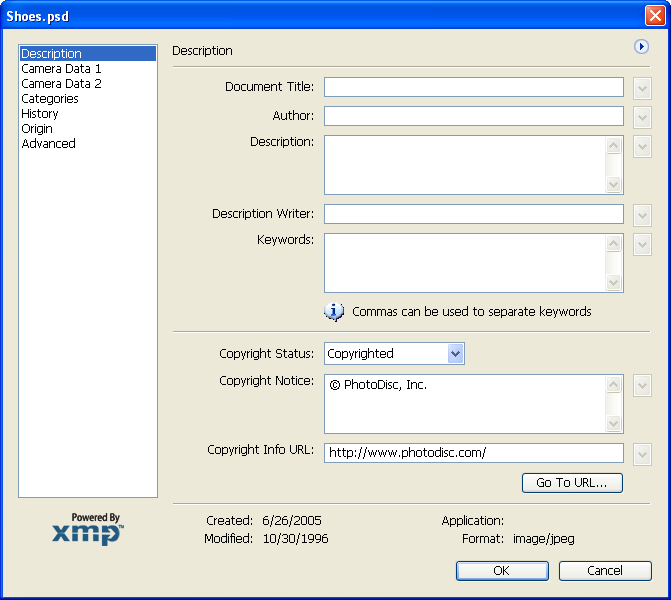 Shoes.psd
Description
Camera Data 1
Camera Data 2
Categories
History
Origin
Advanced
Description
Document Title:
Author:
Description:
Description Writer:
Keywords:
Commas can be used to separate keywords
Copyright Status: Copyrighted
Copyright Notice: © PhotoDisc, Inc.
Copyright Info URL: http://www.photodisc.com/
Go To URL...
Powered By
xmp™
Created: 6/26/2005 Application:
Modified: 10/30/1996 Format: image/jpeg
OK Cancel